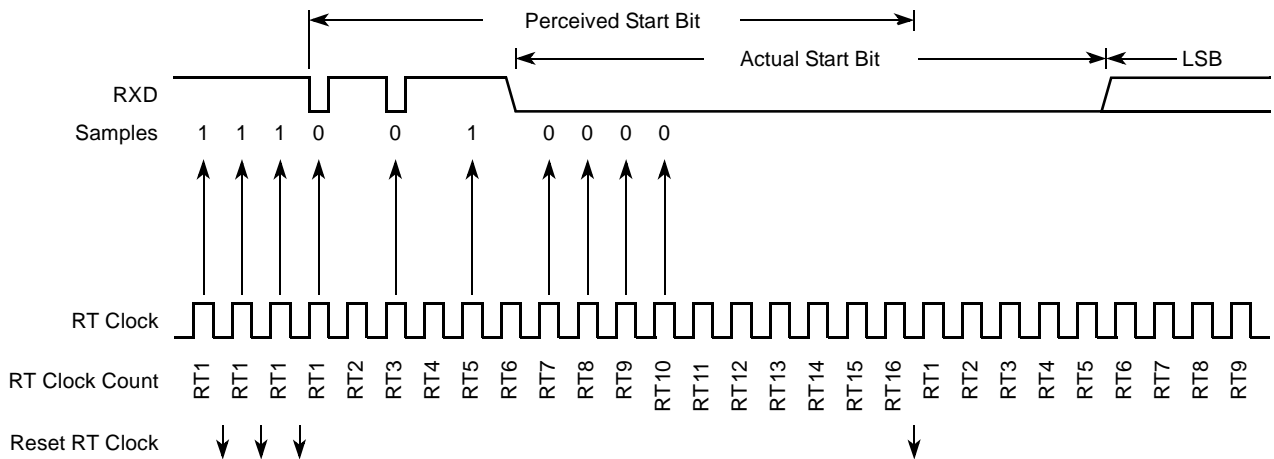 Perceived Start Bit
Actual Start Bit
LSB
RXD
Samples 1 1 1 0 0 1 0 0 0 0
RT Clock
RT Clock Count RT1 RT1 RT1 RT1 RT2 RT3 RT4 RT5 RT6 RT7 RT8 RT9 RT10 RT11 RT12 RT13 RT14 RT15 RT16 RT1 RT2 RT3 RT4 RT5 RT6 RT7 RT8 RT9
Reset RT Clock